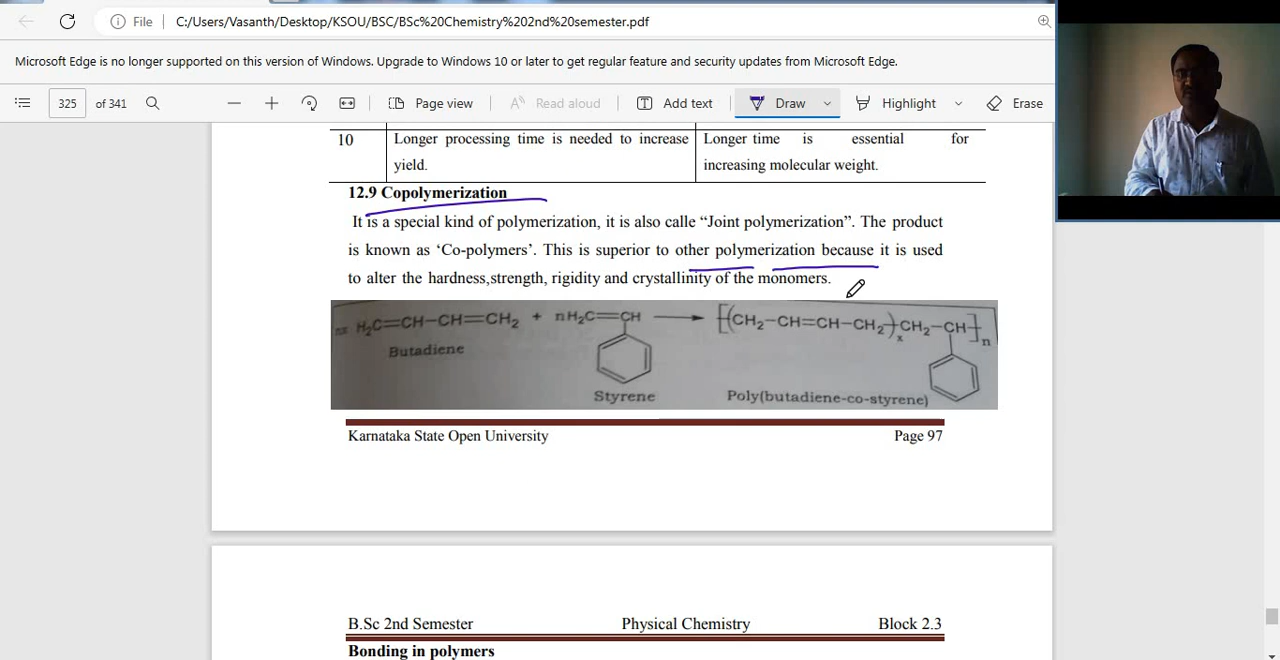 File C:/Users/Vasanth/Desktop/KSOU/BSC/BSc%20Chemistry%202nd%20semester.pdf
Microsoft Edge is no longer supported on this version of Windows. Upgrade to Windows 10 or later to get regular feature and security updates from Microsoft Edge.
325 of 341 Page view Read aloud Add text Draw Highlight Erase
10 Longer processing time is needed to increase Longer time is essential for
yield. increasing molecular weight.
12.9 Copolymerization
It is a special kind of polymerization, it is also calle “Joint polymerization”. The product
is known as ‘Co-polymers’. This is superior to other polymerization because it is used
to alter the hardness,strength, rigidity and crystallinity of the monomers.
H₂C=CH–CH=CH₂ + nH₂C=CH → [(CH₂–CH=CH–CH₂)ₓCH₂–CH]ₙ
Butadiene
Styrene Poly(butadiene-co-styrene)
Karnataka State Open University Page 97
B.Sc 2nd Semester Physical Chemistry Block 2.3
Bonding in polymers